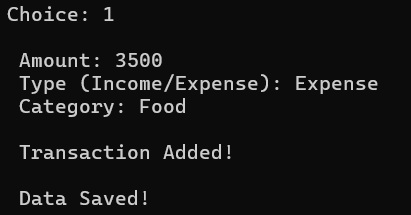 Choice: 1
Amount: 3500
Type (Income/Expense): Expense
Category: Food
Transaction Added!
Data Saved!